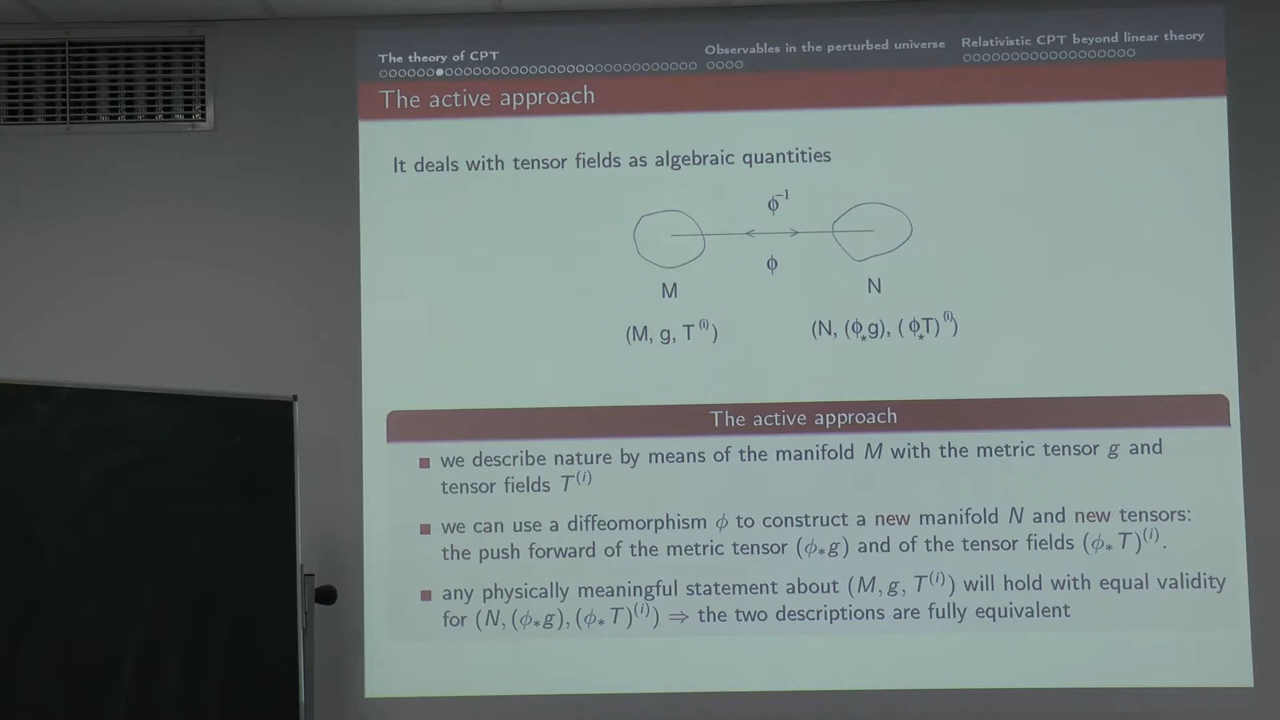 The theory of CPT
Observables in the perturbed universe
Relativistic CPT beyond linear theory
The active approach
It deals with tensor fields as algebraic quantities
ϕ⁻¹
ϕ
M
N
(M, g, T⁽ⁱ⁾)
(N, (ϕ⁎g), (ϕ⁎T)⁽ⁱ⁾)
The active approach
we describe nature by means of the manifold M with the metric tensor g and
tensor fields T⁽ⁱ⁾
we can use a diffeomorphism ϕ to construct a new manifold N and new tensors:
the push forward of the metric tensor (ϕ⁎g) and of the tensor fields (ϕ⁎T)⁽ⁱ⁾.
any physically meaningful statement about (M, g, T⁽ⁱ⁾) will hold with equal validity
for (N, (ϕ⁎g), (ϕ⁎T)⁽ⁱ⁾) ⇒ the two descriptions are fully equivalent